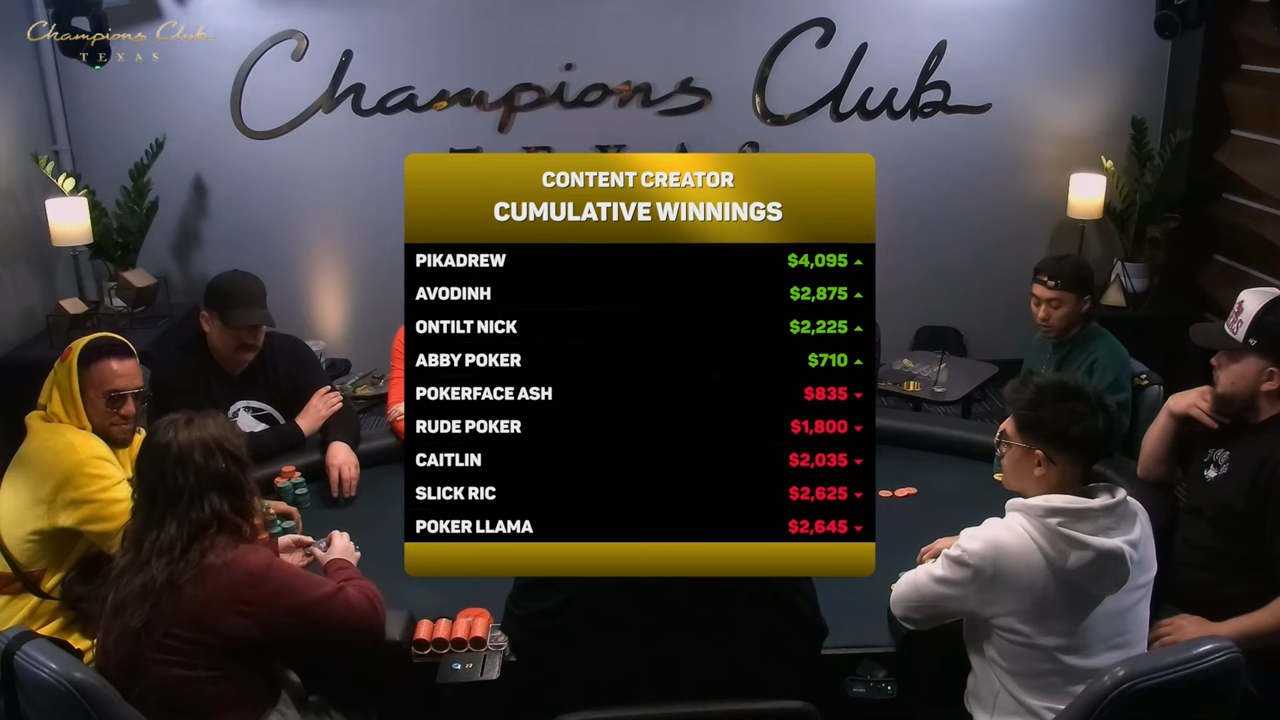 Champions Club
TEXAS
Champions Club
CONTENT CREATOR
CUMULATIVE WINNINGS
PIKADREW $4,095
AVODINH $2,875
ONTILT NICK $2,225
ABBY POKER $710
POKERFACE ASH $835
RUDE POKER $1,800
CAITLIN $2,035
SLICK RIC $2,625
POKER LLAMA $2,645